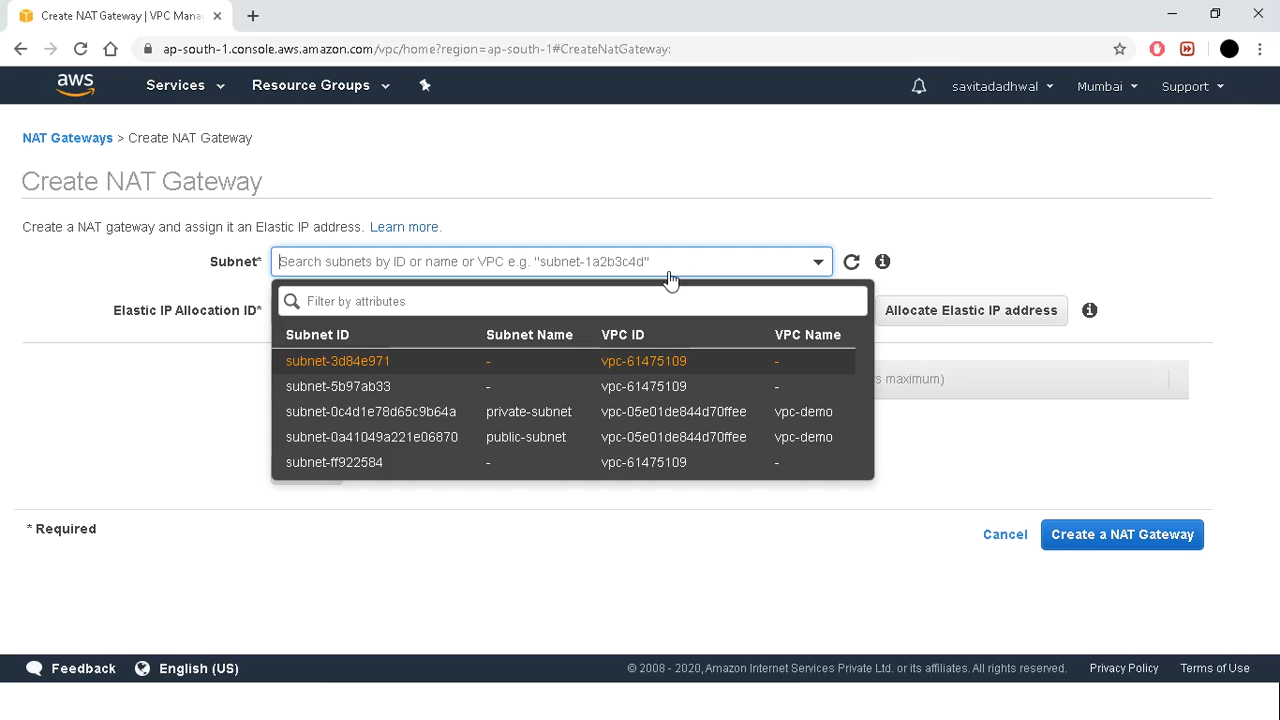 Create NAT Gateway | VPC Mana
ap-south-1.console.aws.amazon.com/vpc/home?region=ap-south-1#CreateNatGateway:
aws Services Resource Groups savitadadhwal Mumbai Support
NAT Gateways > Create NAT Gateway
Create NAT Gateway
Create a NAT gateway and assign it an Elastic IP address. Learn more.
Subnet* Search subnets by ID or name or VPC e.g. "subnet-1a2b3c4d"
Filter by attributes
Elastic IP Allocation ID* Allocate Elastic IP address
Subnet ID Subnet Name VPC ID VPC Name
subnet-3d84e971 - vpc-61475109 -
s maximum)
subnet-5b97ab33 - vpc-61475109 -
subnet-0c4d1e78d65c9b64a private-subnet vpc-05e01de844d70ffee vpc-demo
subnet-0a41049a221e06870 public-subnet vpc-05e01de844d70ffee vpc-demo
subnet-ff922584 - vpc-61475109 -
* Required Cancel Create a NAT Gateway
Feedback English (US) © 2008 - 2020, Amazon Internet Services Private Ltd. or its affiliates. All rights reserved. Privacy Policy Terms of Use